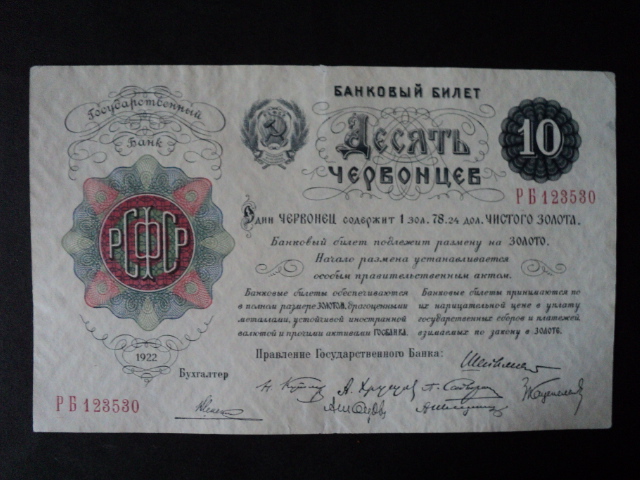 Государственный
Банк
БАНКОВЫЙ БИЛЕТ
ДЕСЯТЬ
ЧЕРВОНЦЕВ
10
РБ 123530
Один ЧЕРВОНЕЦ содержит 1 зол. 78.24 дол. ЧИСТОГО ЗОЛОТА.
Банковый билет подлежит размену на ЗОЛОТО.
Начало размена устанавливается
особым правительственным актом.
Банковые билеты обеспечиваются
в полном размере ЗОЛОТОМ, драгоценными
металлами, устойчивой иностранной
валютой и прочими активами ГОСБАНКА.
Банковые билеты принимаются по
их нарицательной цене в уплату
государственных сборов и платежей
взимаемых по закону в ЗОЛОТЕ.
РСФСР
1922
Правление Государственного Банка:
Бухгалтер
РБ 123530